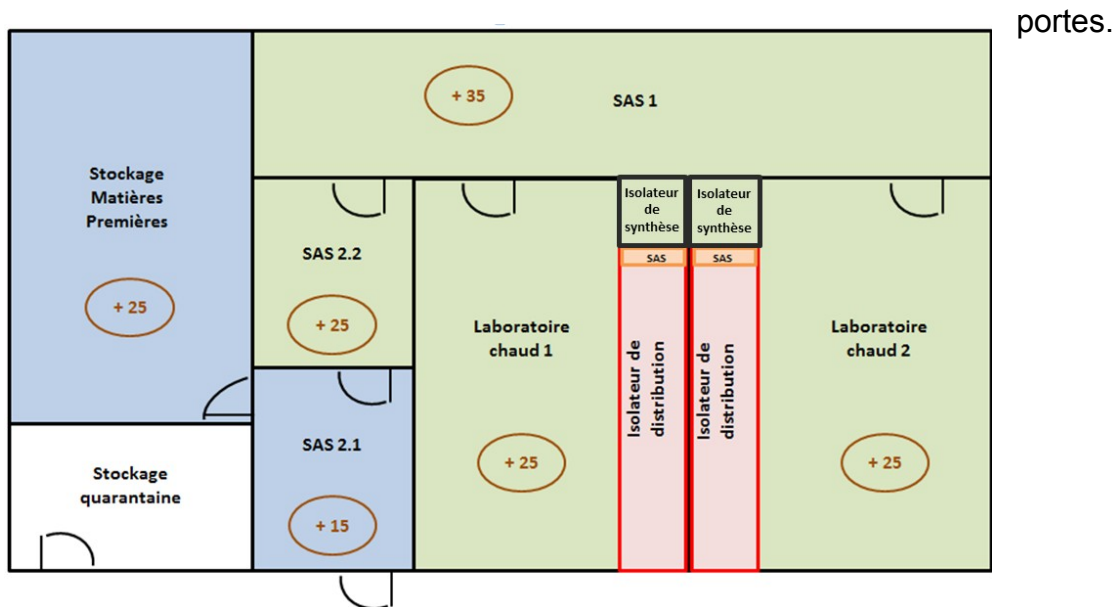 portes.
+ 35
SAS 1
Stockage
Matières
Premières
+ 25
SAS 2.2
+ 25
Isolateur
de
synthèse
Isolateur
de
synthèse
SAS
SAS
Laboratoire
chaud 1
+ 25
Isolateur de
distribution
Isolateur de
distribution
Laboratoire
chaud 2
+ 25
SAS 2.1
+ 15
Stockage
quarantaine